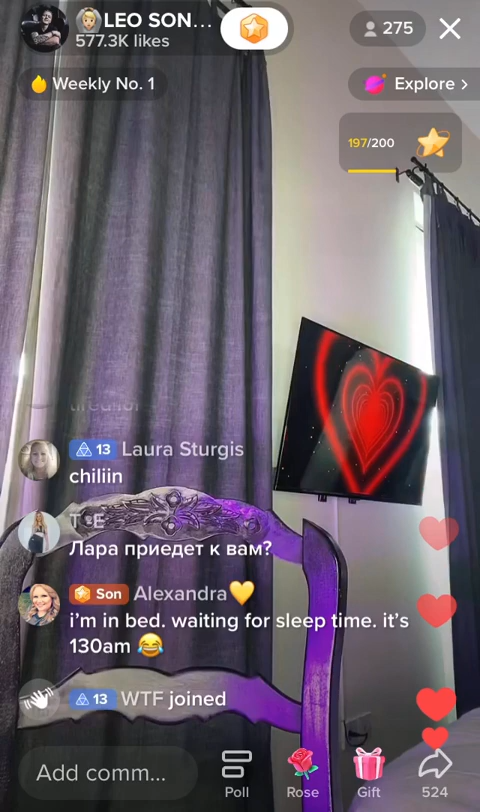 LEO SON...
577.3K likes
275
Weekly No. 1
Explore >
197/200
13 Laura Sturgis
chiliin
T E
Лара приедет к вам?
Son Alexandra💛
i'm in bed. waiting for sleep time. it's
130am 😂
13 WTF joined
Add comm...
Poll
Rose
Gift
524